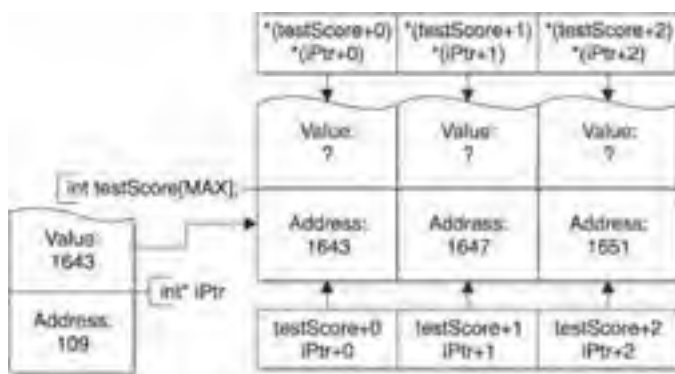 *(testScore+0) *(testScore+1) *(testScore+2)
*(iPtr+0) *(iPtr+1) *(iPtr+2)
Value: Value: Value:
? ? ?
int testScore[MAX];
Address: Address: Address:
1643 1647 1651
Value:
1643
int* iPtr
Address:
109
testScore+0 testScore+1 testScore+2
iPtr+0 iPtr+1 iPtr+2